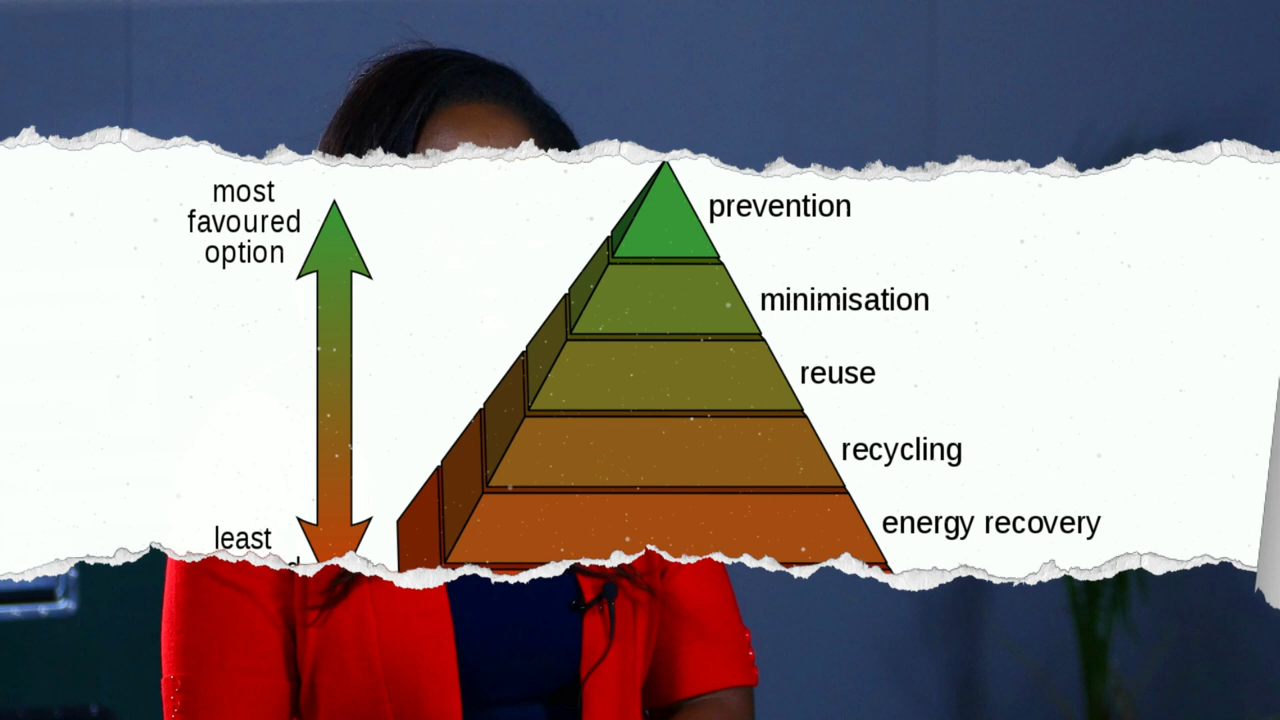 most
favoured
option
prevention
minimisation
reuse
recycling
energy recovery
least